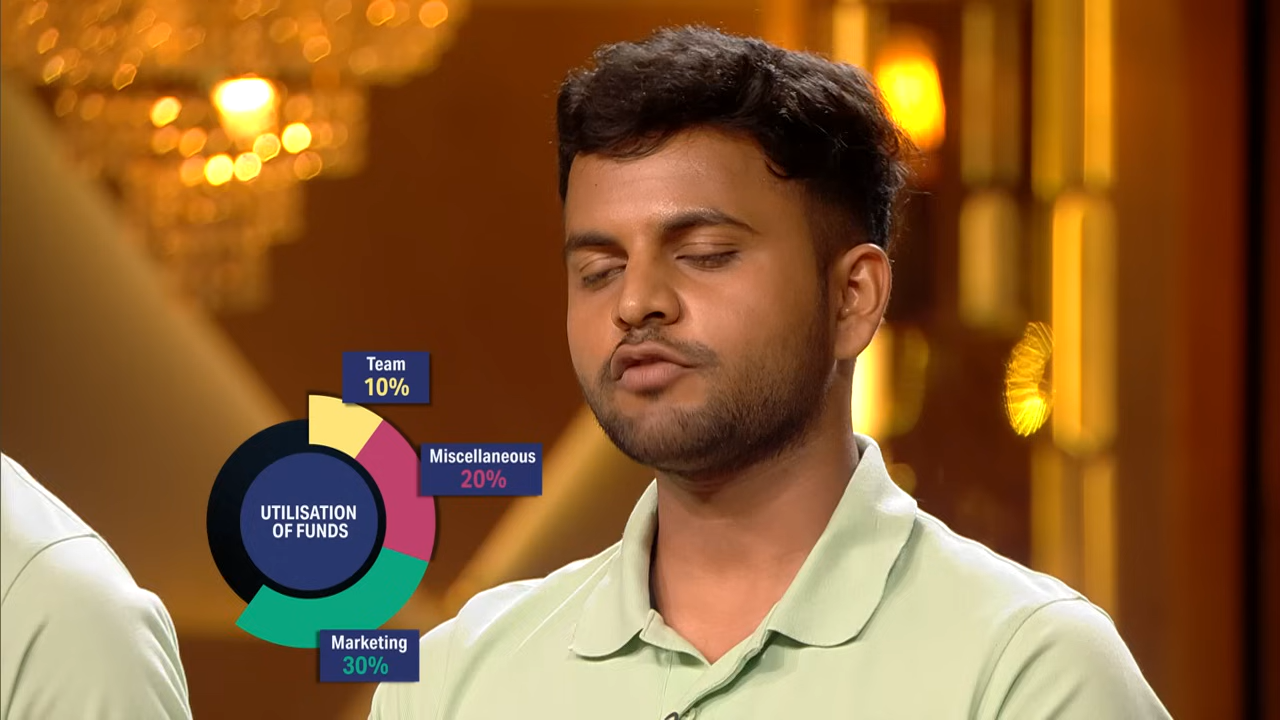 Team
10%
Miscellaneous
20%
UTILISATION
OF FUNDS
Marketing
30%